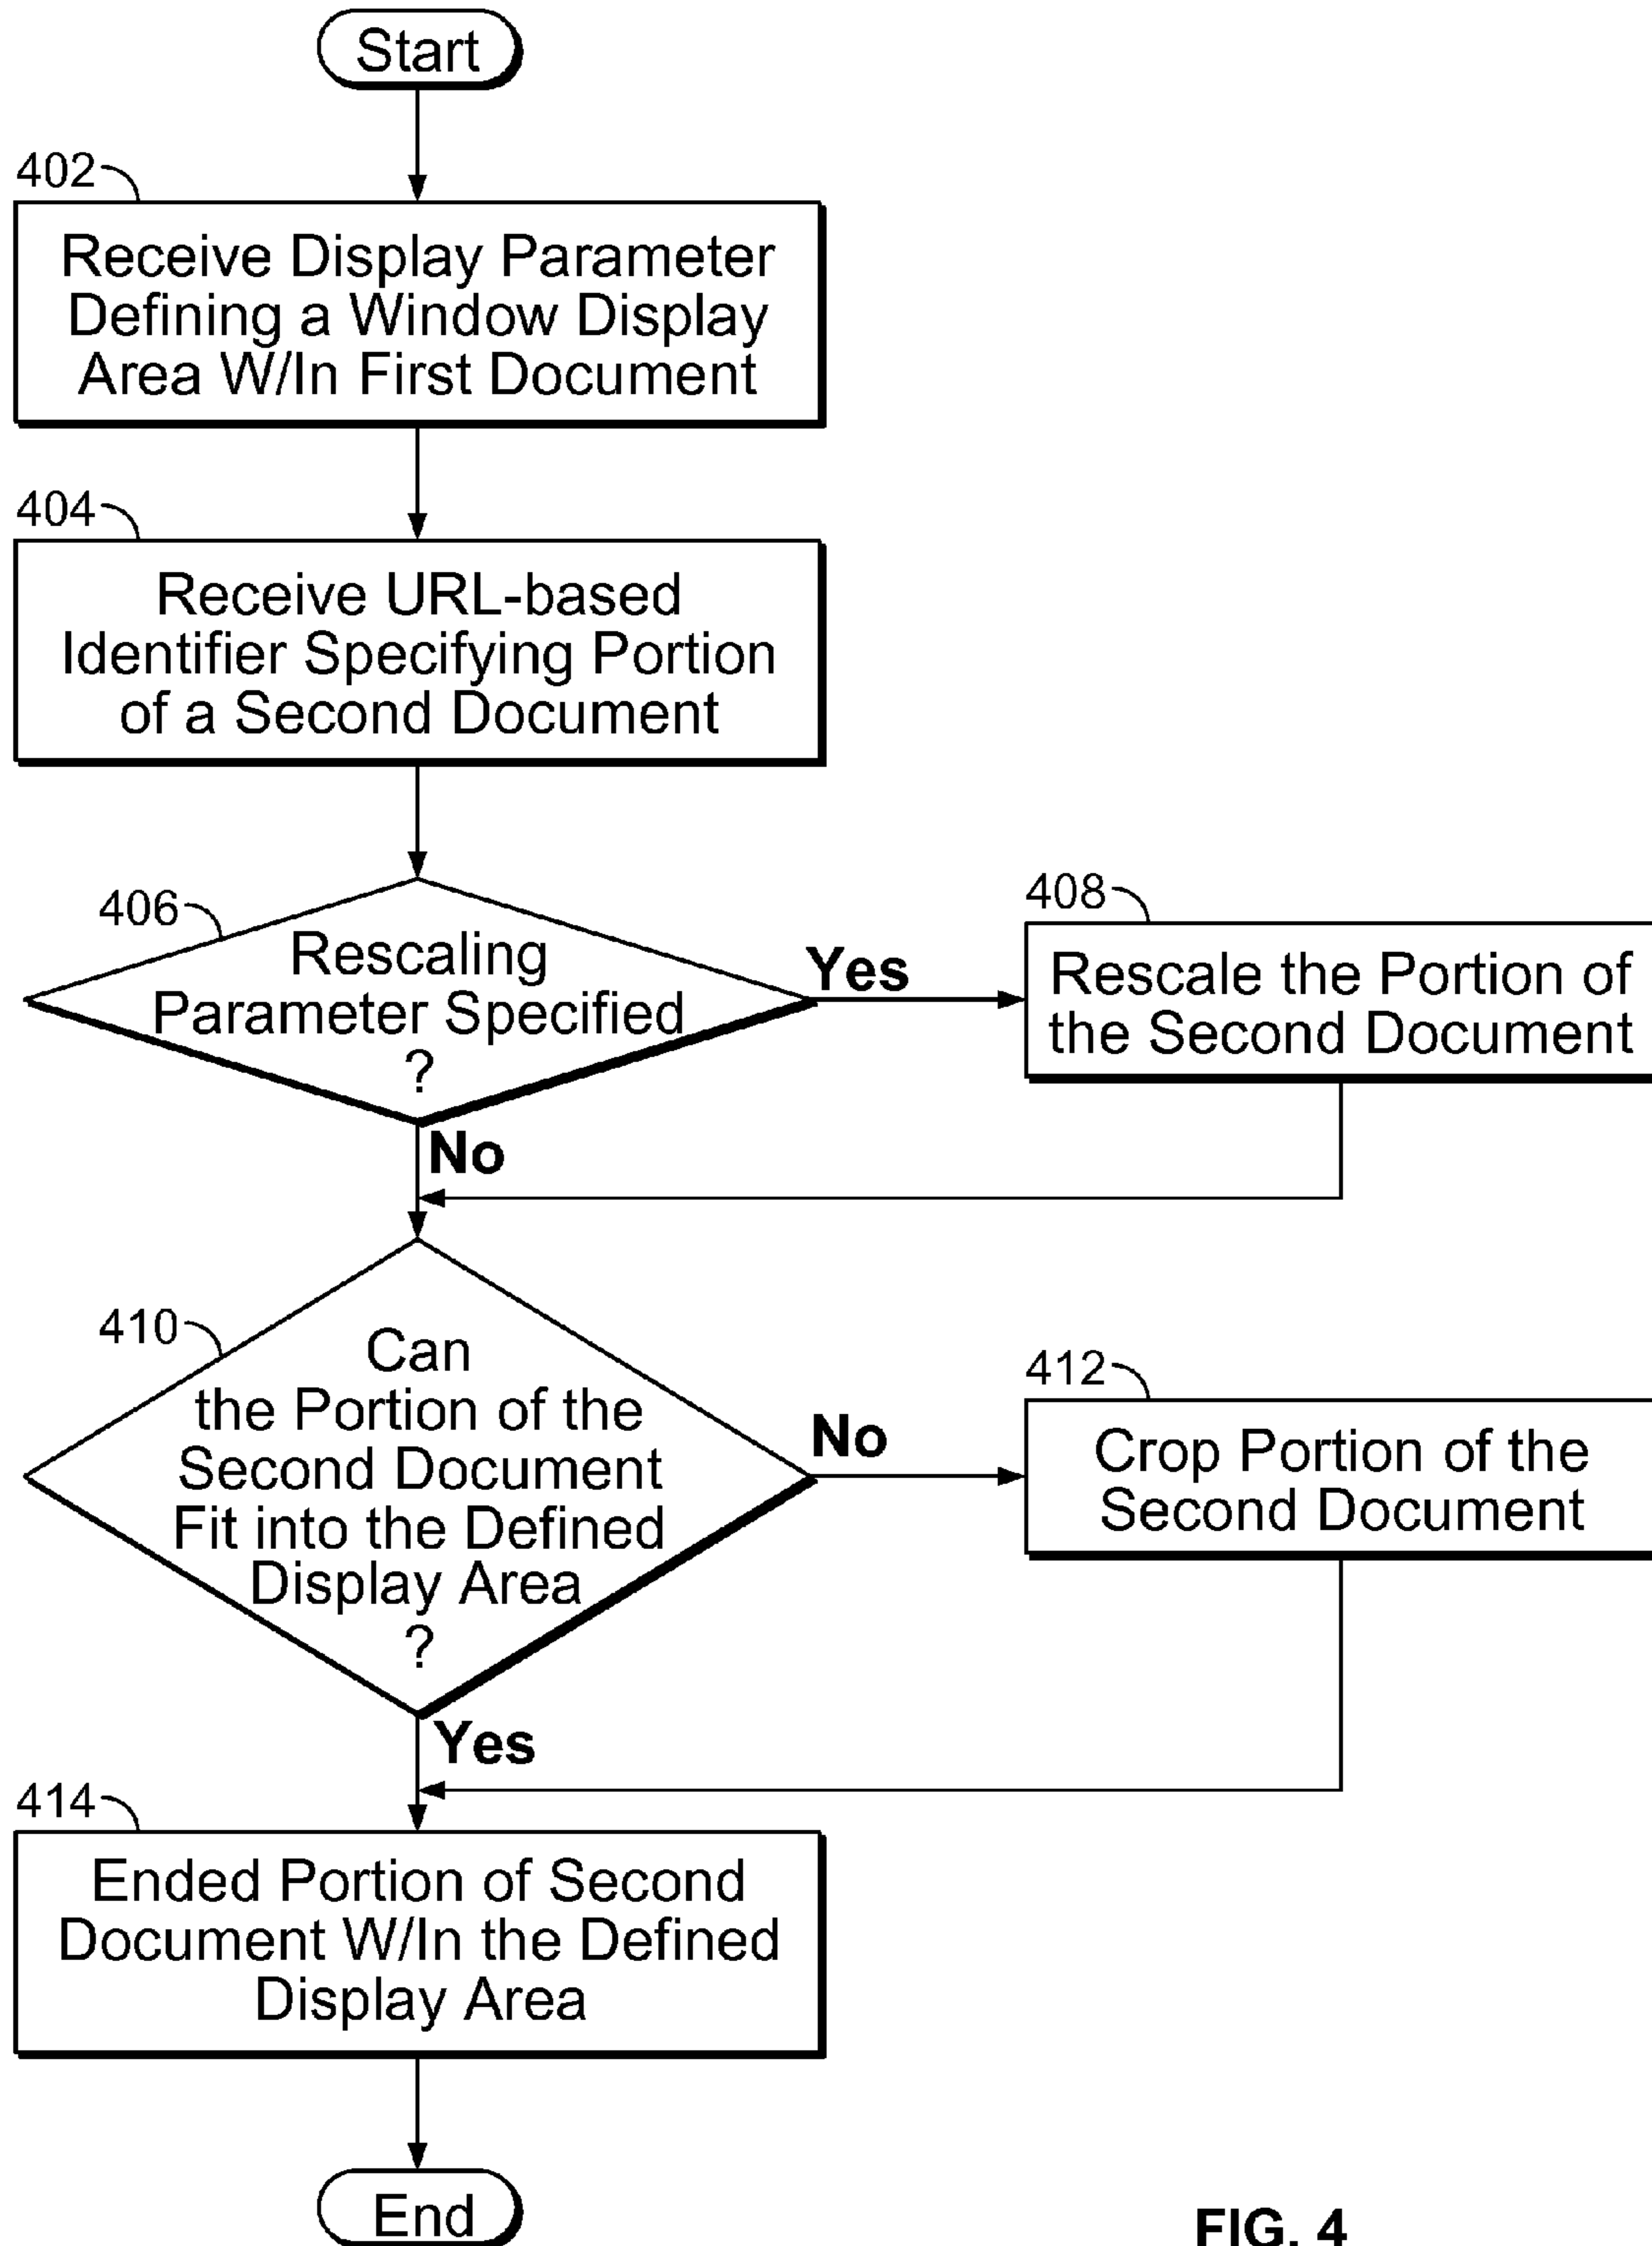 Start
402
Receive Display Parameter
Defining a Window Display
Area W/In First Document
404
Receive URL-based
Identifier Specifying Portion
of a Second Document
406
Rescaling
Parameter Specified
?
Yes
408
Rescale the Portion of
the Second Document
No
410
Can
the Portion of the
Second Document
Fit into the Defined
Display Area
?
No
412
Crop Portion of the
Second Document
Yes
414
Ended Portion of Second
Document W/In the Defined
Display Area
End
FIG. 4